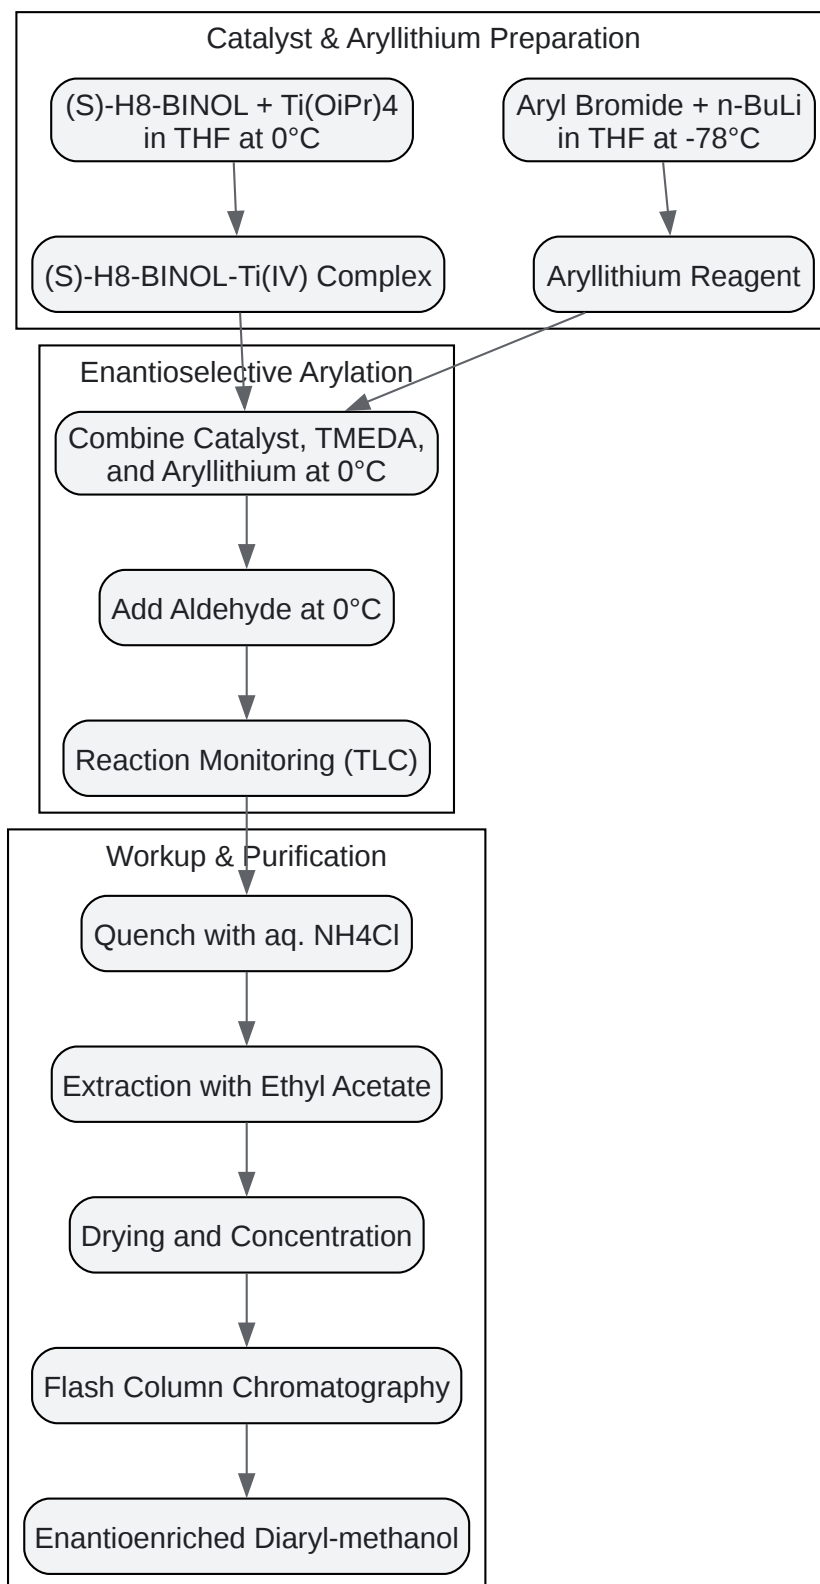 Catalyst & Aryllithium Preparation
(S)-H8-BINOL + Ti(OiPr)4
in THF at 0°C
Aryl Bromide + n-BuLi
in THF at -78°C
(S)-H8-BINOL-Ti(IV) Complex
Aryllithium Reagent
Enantioselective Arylation
Combine Catalyst, TMEDA,
and Aryllithium at 0°C
Add Aldehyde at 0°C
Reaction Monitoring (TLC)
Workup & Purification
Quench with aq. NH4Cl
Extraction with Ethyl Acetate
Drying and Concentration
Flash Column Chromatography
Enantioenriched Diaryl-methanol